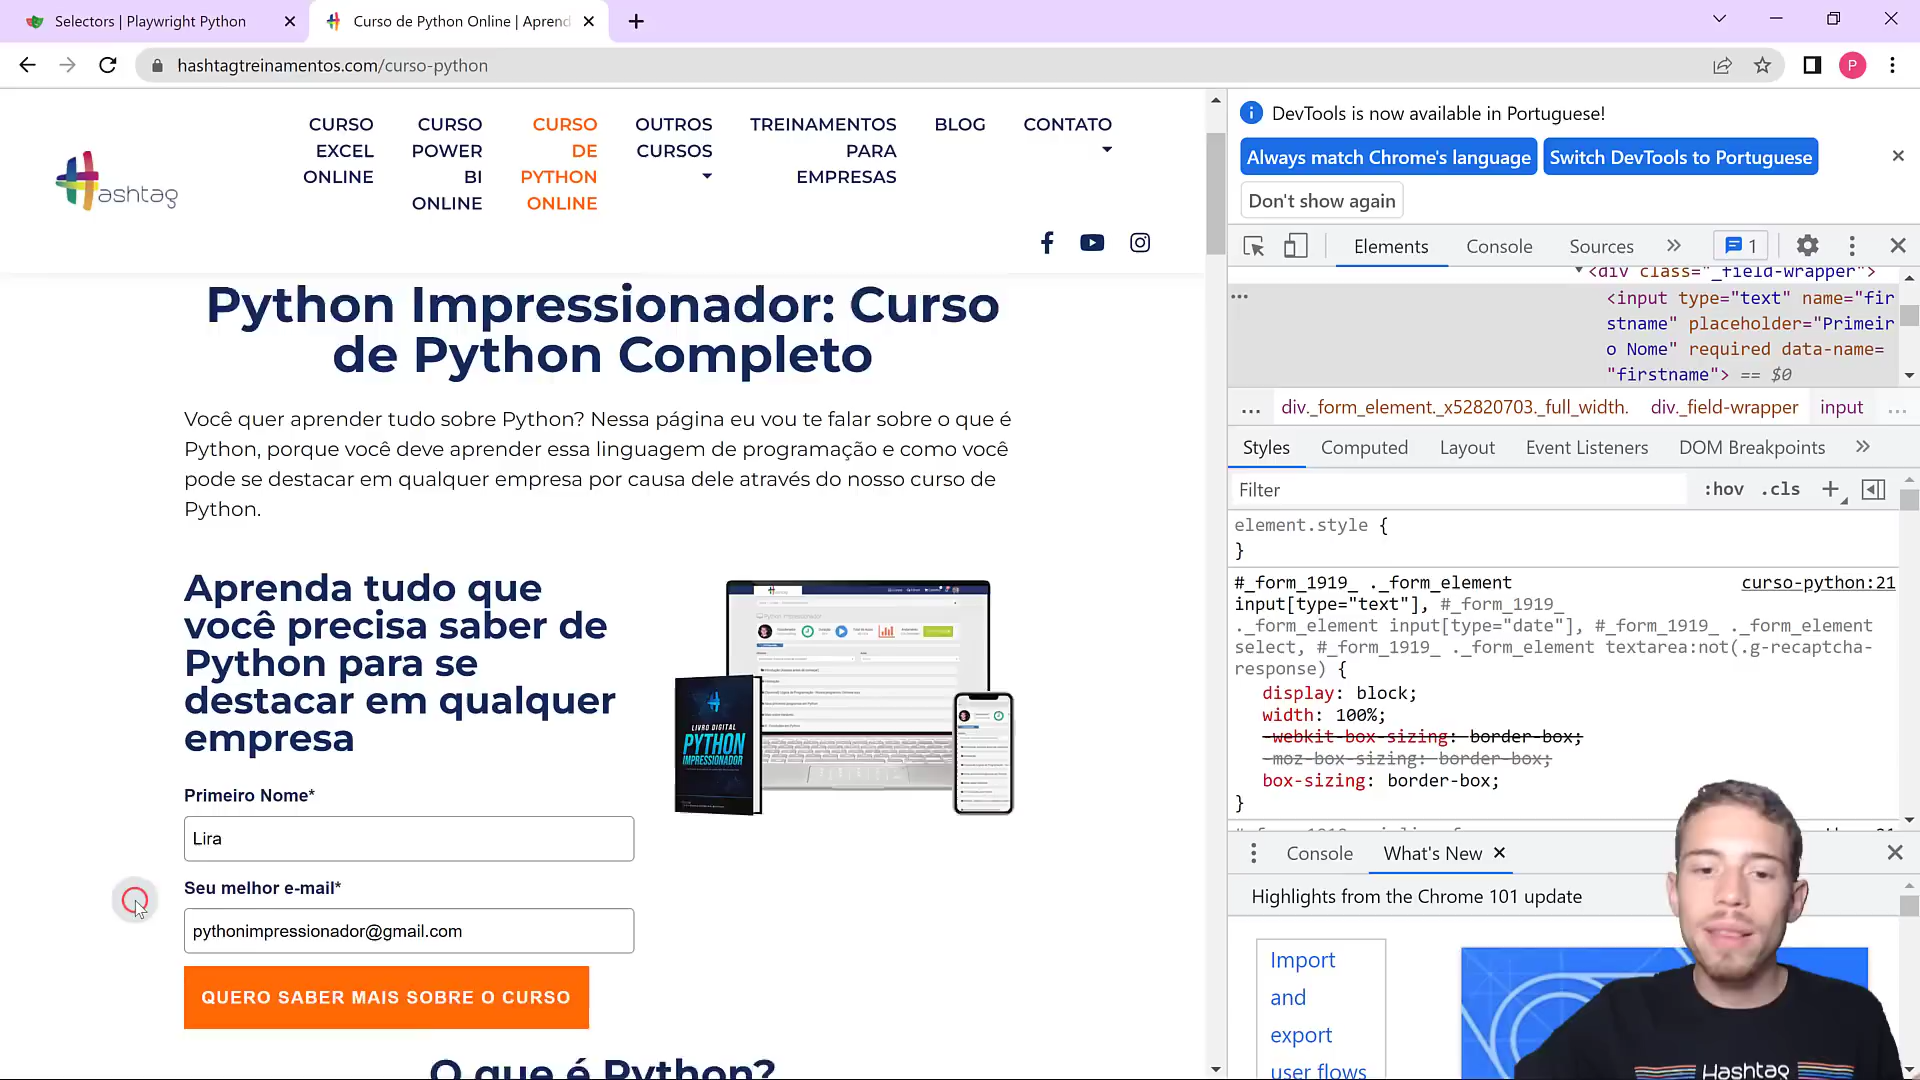 Selectors | Playwright Python
Curso de Python Online | Aprend
hashtagtreinamentos.com/curso-python
P
ashtag
CURSO EXCEL ONLINE
CURSO POWER BI ONLINE
CURSO DE PYTHON ONLINE
OUTROS CURSOS
TREINAMENTOS PARA EMPRESAS
BLOG
CONTATO
Python Impressionador: Curso
de Python Completo
Você quer aprender tudo sobre Python? Nessa página eu vou te falar sobre o que é
Python, porque você deve aprender essa linguagem de programação e como você
pode se destacar em qualquer empresa por causa dele através do nosso curso de
Python.
Aprenda tudo que
você precisa saber de
Python para se
destacar em qualquer
empresa
LIVRO DIGITAL
PYTHON
IMPRESSIONADOR
Primeiro Nome*
Lira
Seu melhor e-mail*
pythonimpressionador@gmail.com
QUERO SABER MAIS SOBRE O CURSO
O que é Python?
DevTools is now available in Portuguese!
Always match Chrome's language
Switch DevTools to Portuguese
Don't show again
Elements
Console
Sources
1
<div class="_field-wrapper">
<input type="text" name="fir
stname" placeholder="Primeir
o Nome" required data-name=
"firstname"> == $0
... div._form_element._x52820703._full_width. div._field-wrapper input ...
Styles
Computed
Layout
Event Listeners
DOM Breakpoints
Filter
:hov .cls
element.style {
}
#_form_1919_ ._form_element curso-python:21
input[type="text"], #_form_1919_
._form_element input[type="date"], #_form_1919_ ._form_element
select, #_form_1919_ ._form_element textarea:not(.g-recaptcha-
response) {
display: block;
width: 100%;
-webkit-box-sizing: border-box;
-moz-box-sizing: border-box;
box-sizing: border-box;
}
Console
What's New
Highlights from the Chrome 101 update
Import
and
export
user flows
Hashtag